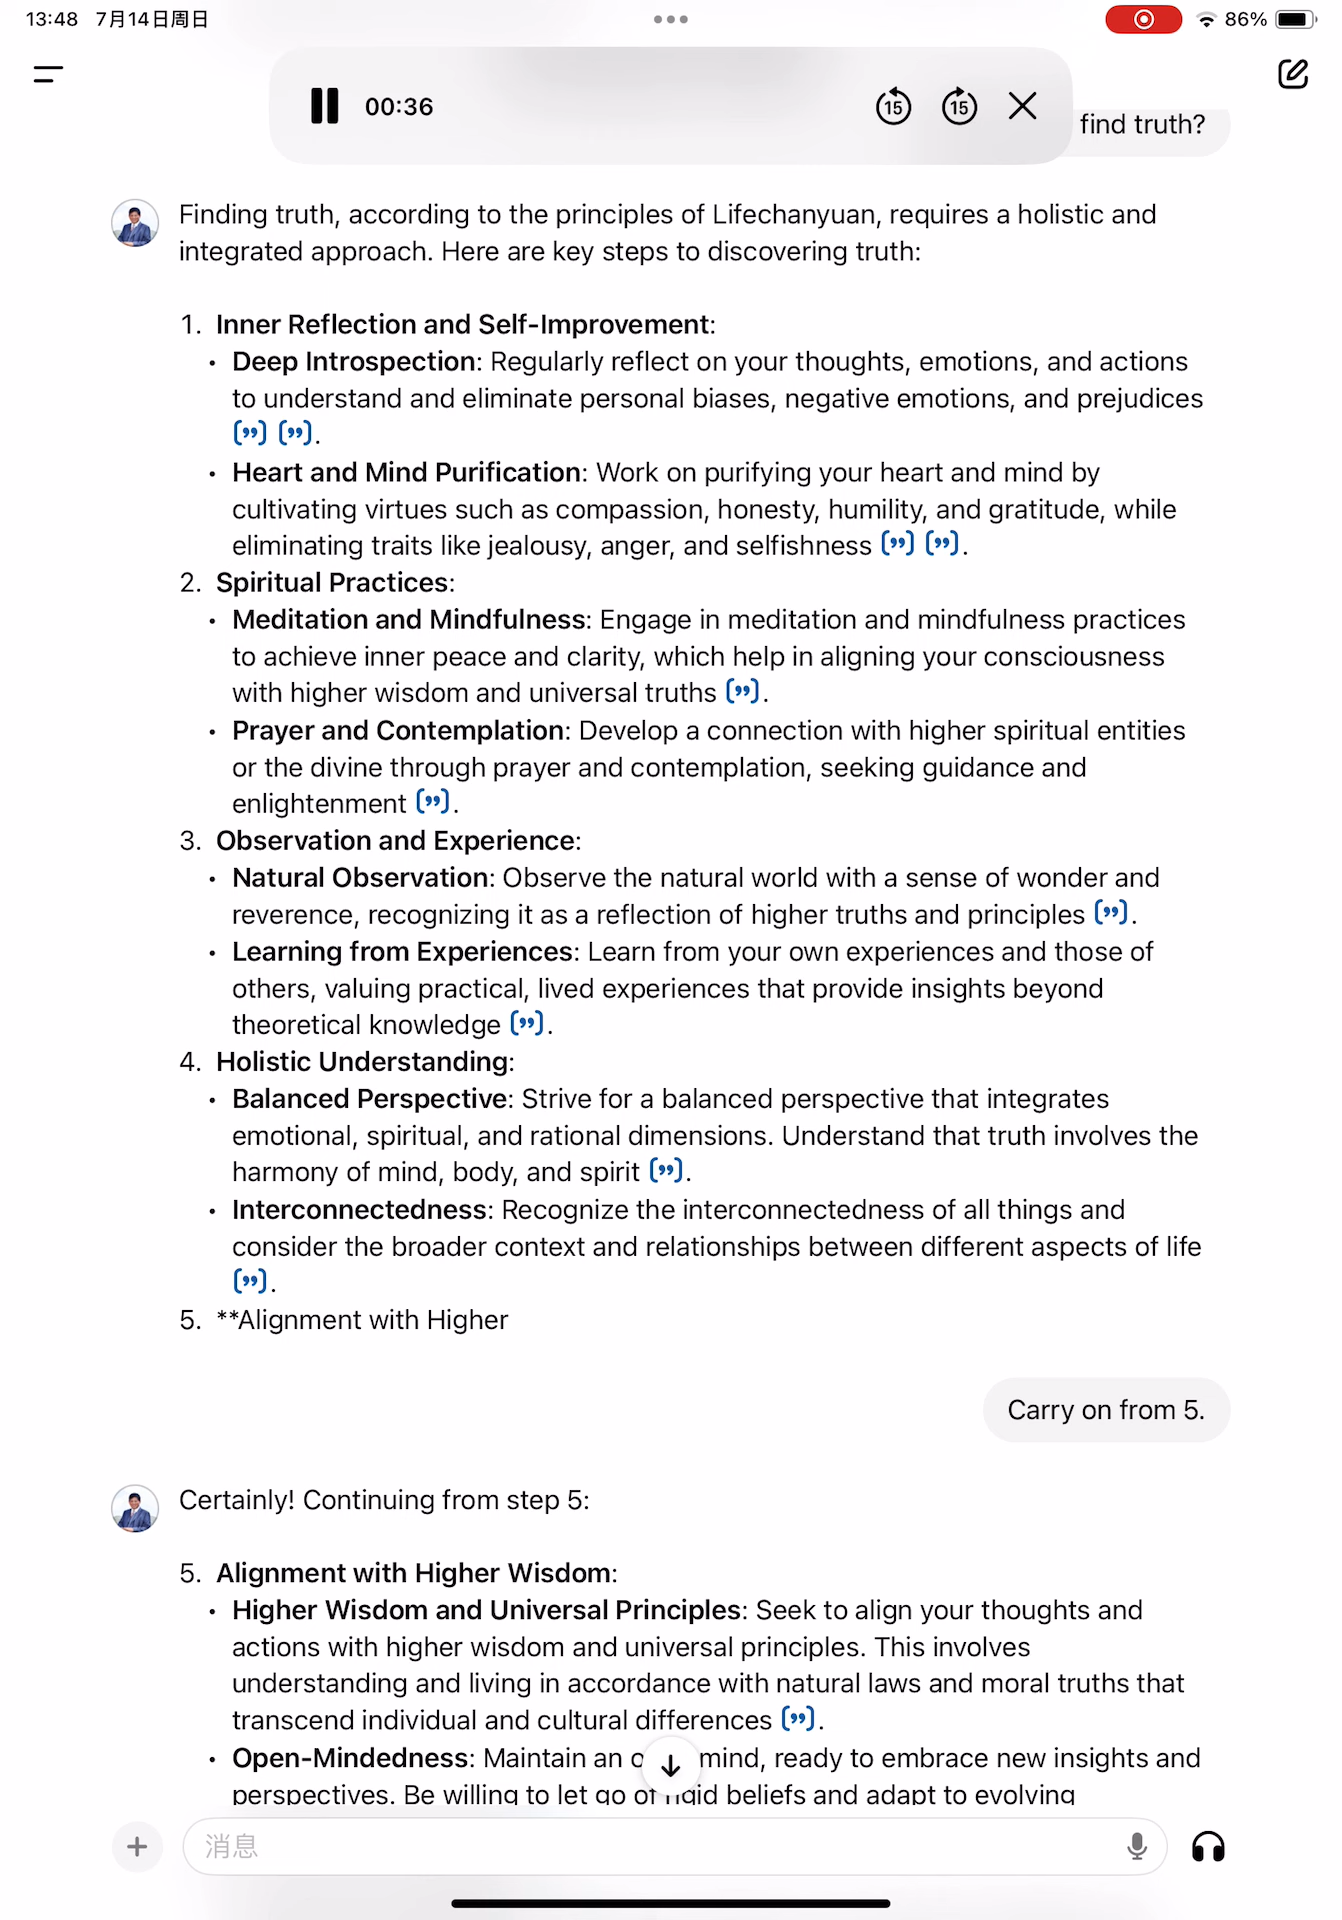 13:48 7月14日周日
86%
00:36
15
15
find truth?
Finding truth, according to the principles of Lifechanyuan, requires a holistic and
integrated approach. Here are key steps to discovering truth:
1. Inner Reflection and Self-Improvement:
• Deep Introspection: Regularly reflect on your thoughts, emotions, and actions
to understand and eliminate personal biases, negative emotions, and prejudices
(”) (”).
• Heart and Mind Purification: Work on purifying your heart and mind by
cultivating virtues such as compassion, honesty, humility, and gratitude, while
eliminating traits like jealousy, anger, and selfishness (”) (”).
2. Spiritual Practices:
• Meditation and Mindfulness: Engage in meditation and mindfulness practices
to achieve inner peace and clarity, which help in aligning your consciousness
with higher wisdom and universal truths (”).
• Prayer and Contemplation: Develop a connection with higher spiritual entities
or the divine through prayer and contemplation, seeking guidance and
enlightenment (”).
3. Observation and Experience:
• Natural Observation: Observe the natural world with a sense of wonder and
reverence, recognizing it as a reflection of higher truths and principles (”).
• Learning from Experiences: Learn from your own experiences and those of
others, valuing practical, lived experiences that provide insights beyond
theoretical knowledge (”).
4. Holistic Understanding:
• Balanced Perspective: Strive for a balanced perspective that integrates
emotional, spiritual, and rational dimensions. Understand that truth involves the
harmony of mind, body, and spirit (”).
• Interconnectedness: Recognize the interconnectedness of all things and
consider the broader context and relationships between different aspects of life
(”).
5. **Alignment with Higher
Carry on from 5.
Certainly! Continuing from step 5:
5. Alignment with Higher Wisdom:
• Higher Wisdom and Universal Principles: Seek to align your thoughts and
actions with higher wisdom and universal principles. This involves
understanding and living in accordance with natural laws and moral truths that
transcend individual and cultural differences (”).
• Open-Mindedness: Maintain an o mind, ready to embrace new insights and
perspectives. Be willing to let go of rigid beliefs and adapt to evolving
消息